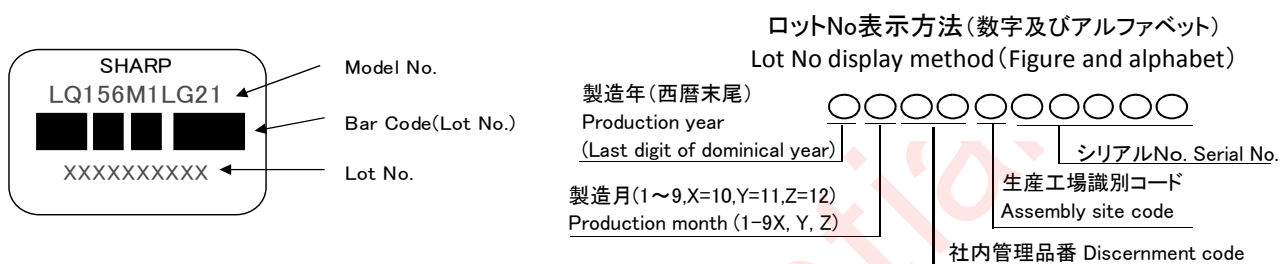 SHARP
LQ156M1LG21
XXXXXXXXXX
Model No.
Bar Code(Lot No.)
Lot No.
ロットNo表示方法(数字及びアルファベット)
Lot No display method(Figure and alphabet)
製造年(西暦末尾)
Production year
(Last digit of dominical year)
製造月(1～9,X=10,Y=11,Z=12)
Production month (1-9X, Y, Z)
シリアルNo. Serial No.
生産工場識別コード
Assembly site code
社内管理品番 Discernment code